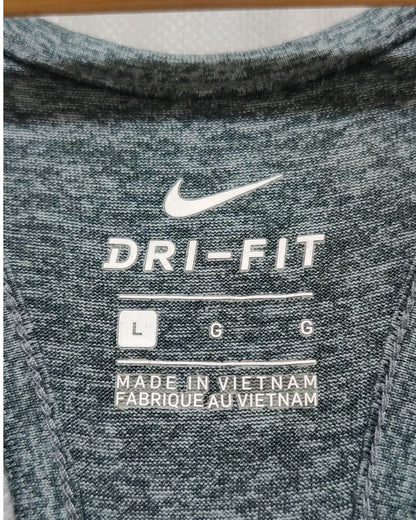 DRI-FIT
L G G
MADE IN VIETNAM
FABRIQUE AU VIETNAM